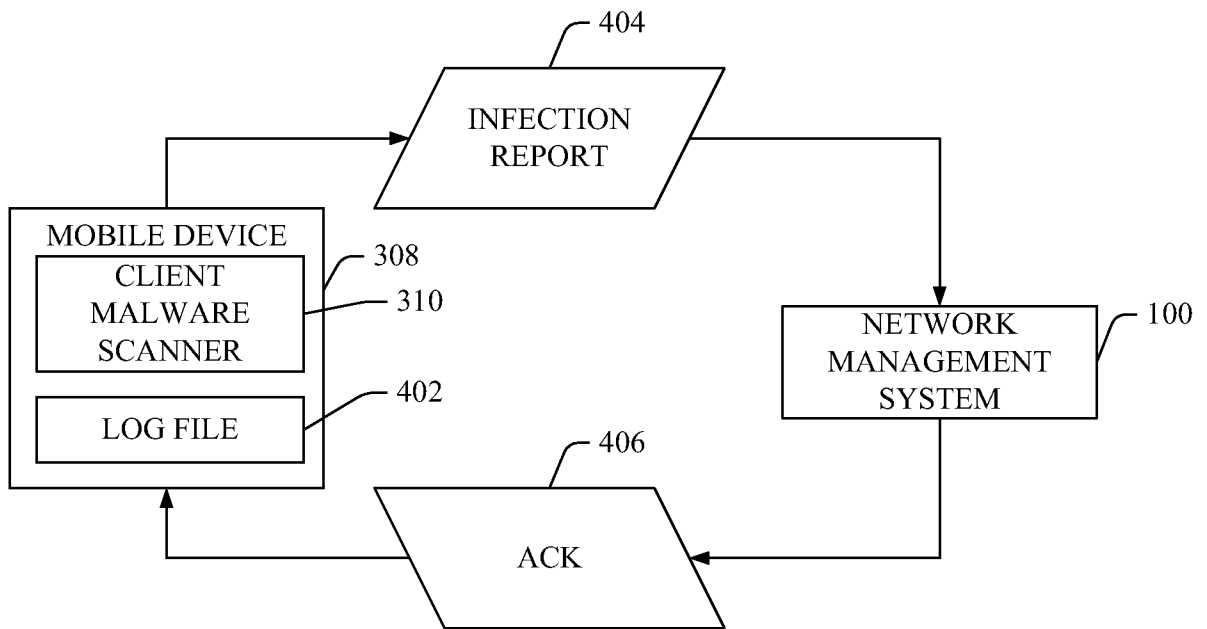 404
INFECTION
REPORT
MOBILE DEVICE
308
CLIENT
MALWARE
SCANNER
310
402
LOG FILE
NETWORK
MANAGEMENT
SYSTEM
100
406
ACK